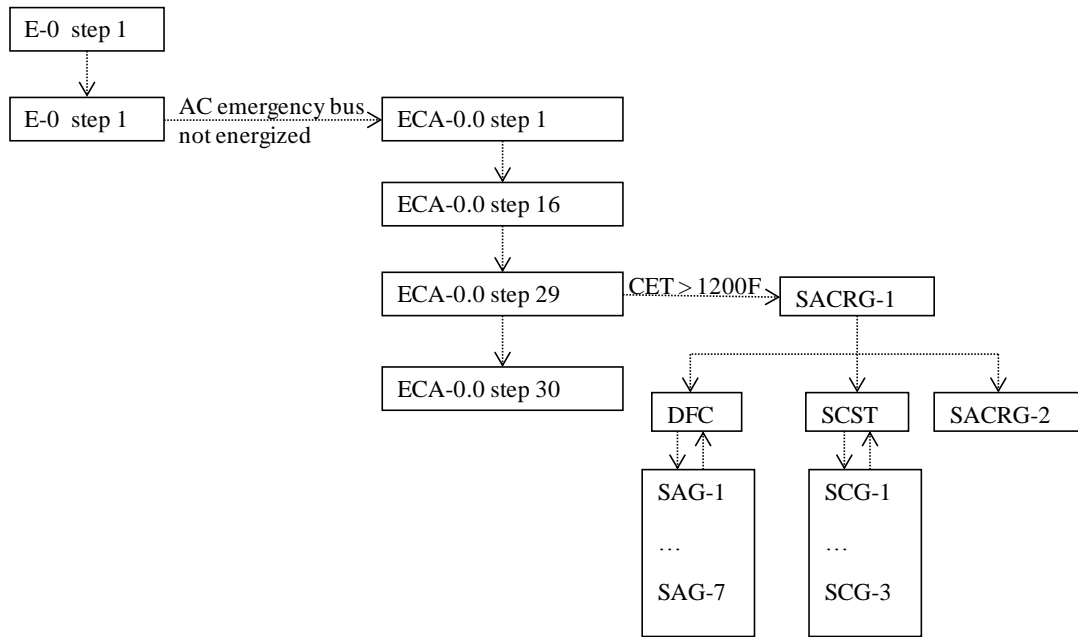 E-0 step 1
E-0 step 1
AC emergency bus
not energized
ECA-0.0 step 1
ECA-0.0 step 16
ECA-0.0 step 29
CET > 1200F
SACRG-1
ECA-0.0 step 30
DFC
SCST
SACRG-2
SAG-1
…
SAG-7
SCG-1
…
SCG-3